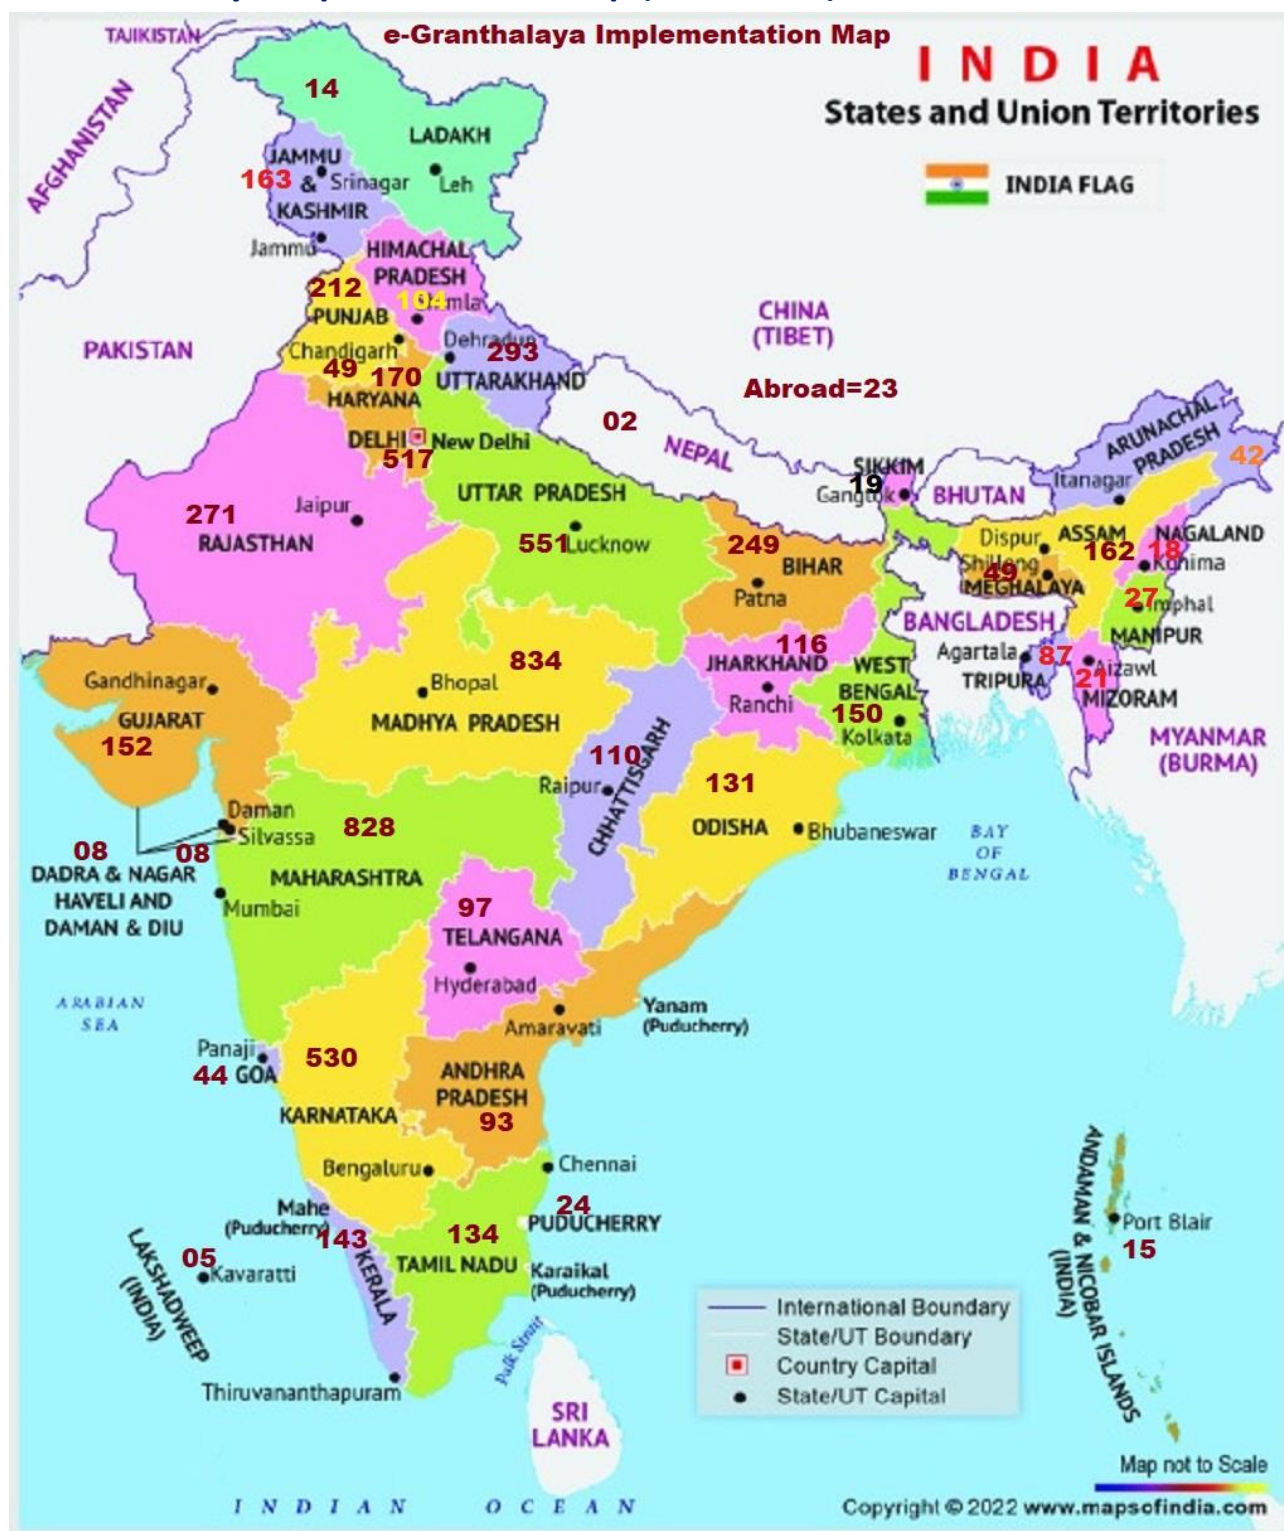 e-Granthalaya Implementation Map
INDIA
States and Union Territories
INDIA FLAG
TAJIKISTAN
AFGHANISTAN
14
LADAKH
Leh
JAMMU
163 & Srinagar
KASHMIR
Jammu
HIMACHAL
PRADESH
104
212
PUNJAB
Chandigarh
49
170
HARYANA
Dehradun
293
UTTARAKHAND
PAKISTAN
CHINA
(TIBET)
Abroad=23
02
NEPAL
DELHI New Delhi
517
SIKKIM
19
Gangtok
BHUTAN
ARUNACHAL
PRADESH
42
Itanagar
271
Jaipur
RAJASTHAN
UTTAR PRADESH
551 Lucknow
249
BIHAR
Patna
Dispur
ASSAM
162
NAGALAND
18
Kohima
Shillong
49
MEGHALAYA
27
Imphal
MANIPUR
BANGLADESH
Agartala
87
TRIPURA
Aizawl
21
MIZORAM
MYANMAR
(BURMA)
Gandhinagar
GUJARAT
152
834
Bhopal
MADHYA PRADESH
116
JHARKHAND
Ranchi
WEST
BENGAL
150
Kolkata
110
Raipur
CHHATTISGARH
131
ODISHA
Bhubaneswar
BAY
OF
BENGAL
Daman
Silvassa
08
08
DADRA & NAGAR
HAVELI AND
DAMAN & DIU
828
MAHARASHTRA
Mumbai
97
TELANGANA
Hyderabad
ARABIAN
SEA
Amaravati
Yanam
(Puducherry)
Panaji
44 GOA
530
KARNATAKA
Bengaluru
ANDHRA
PRADESH
93
Chennai
24
PUDUCHERRY
Mahe
(Puducherry)
143
KERALA
134
TAMIL NADU
Karaikal
(Puducherry)
05
Kavaratti
LAKSHADWEEP
(INDIA)
Thiruvananthapuram
Palk Strait
SRI
LANKA
ANDAMAN & NICOBAR ISLANDS
(INDIA)
Port Blair
15
International Boundary
State/UT Boundary
Country Capital
State/UT Capital
INDIAN OCEAN
Map not to Scale
Copyright © 2022 www.mapsofindia.com